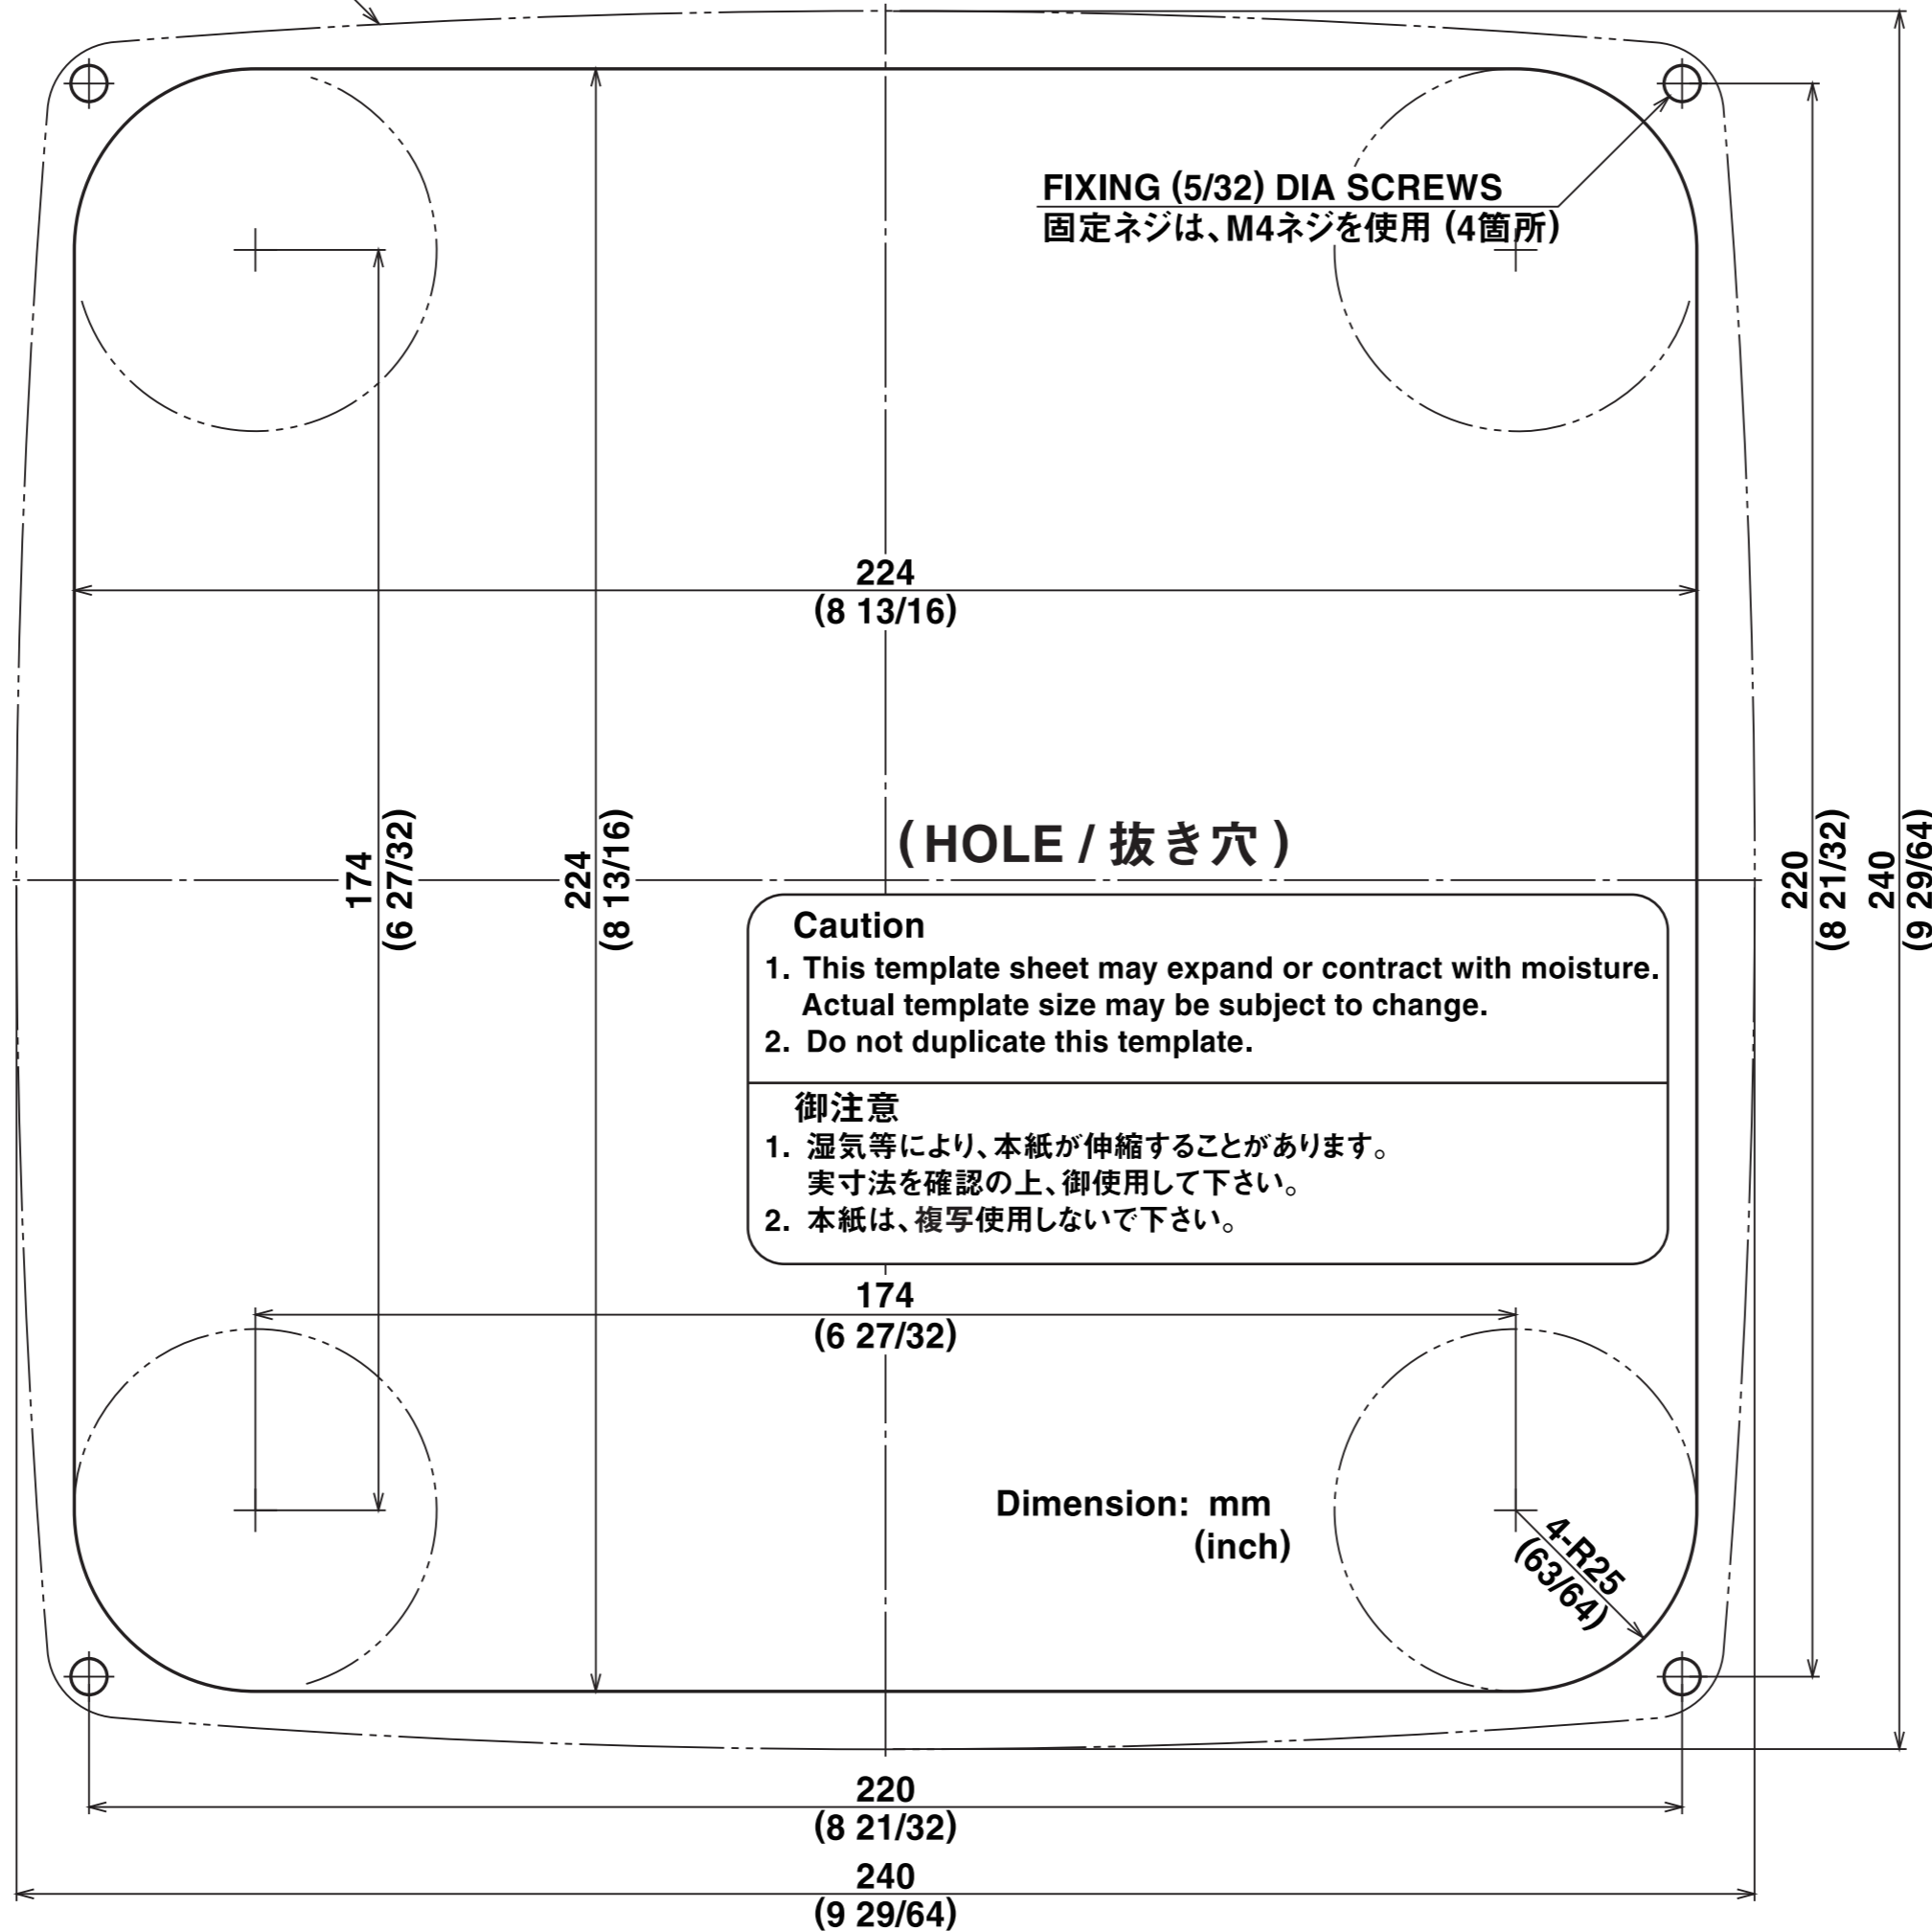 FIXING (5/32) DIA SCREWS
固定ネジは、M4ネジを使用 (4箇所)
224
(8 13/16)
174
(6 27/32)
224
(8 13/16)
(HOLE / 抜き穴)
220
(8 21/32)
240
(9 29/64)
Caution
1. This template sheet may expand or contract with moisture.
Actual template size may be subject to change.
2. Do not duplicate this template.
御注意
1. 湿気等により、本紙が伸縮することがあります。
実寸法を確認の上、御使用して下さい。
2. 本紙は、複写使用しないで下さい。
174
(6 27/32)
Dimension: mm
(inch)
4-R25
(63/64)
220
(8 21/32)
240
(9 29/64)